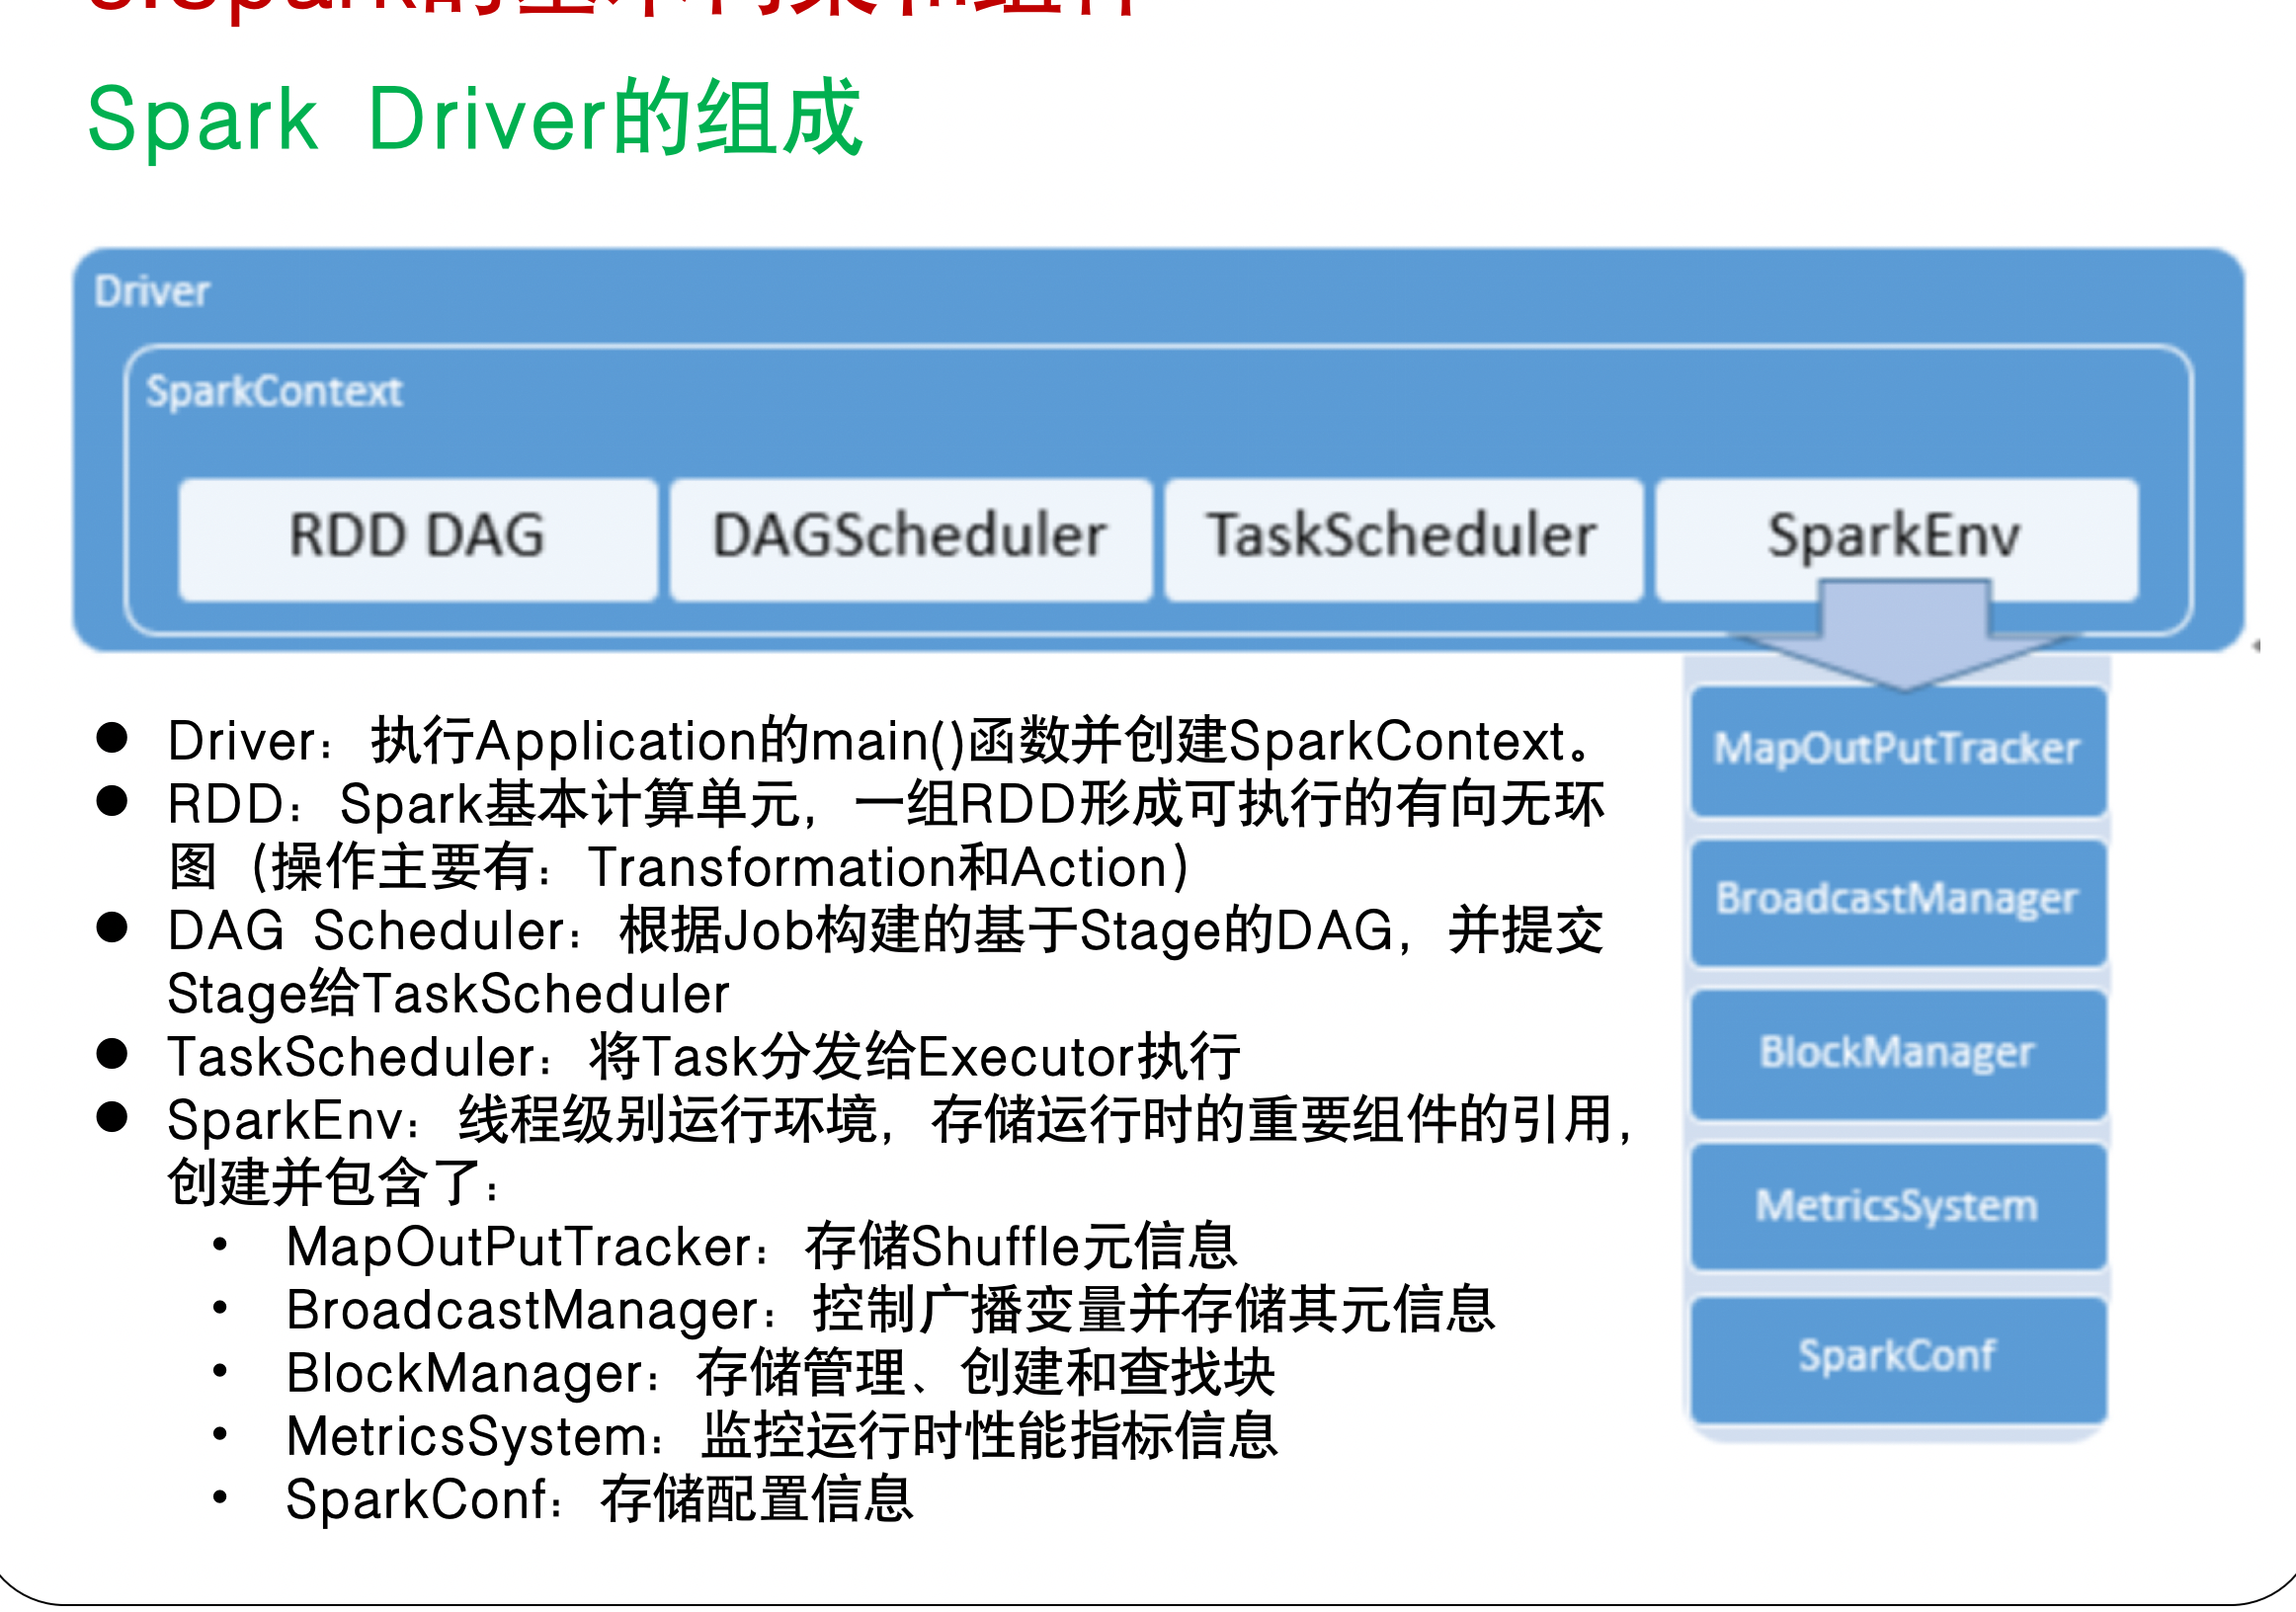 Spark的基本构架和组件
Spark Driver的组成
Driver
SparkContext
RDD DAG
DAGScheduler
TaskScheduler
SparkEnv
Driver：执行Application的main()函数并创建SparkContext。
RDD：Spark基本计算单元，一组RDD形成可执行的有向无环
图（操作主要有：Transformation和Action）
DAG Scheduler：根据Job构建的基于Stage的DAG，并提交
Stage给TaskScheduler
TaskScheduler：将Task分发给Executor执行
SparkEnv：线程级别运行环境，存储运行时的重要组件的引用，
创建并包含了：
• MapOutPutTracker：存储Shuffle元信息
• BroadcastManager：控制广播变量并存储其元信息
• BlockManager：存储管理、创建和查找块
• MetricsSystem：监控运行时性能指标信息
• SparkConf：存储配置信息
MapOutPutTracker
BroadcastManager
BlockManager
MetricsSystem
SparkConf